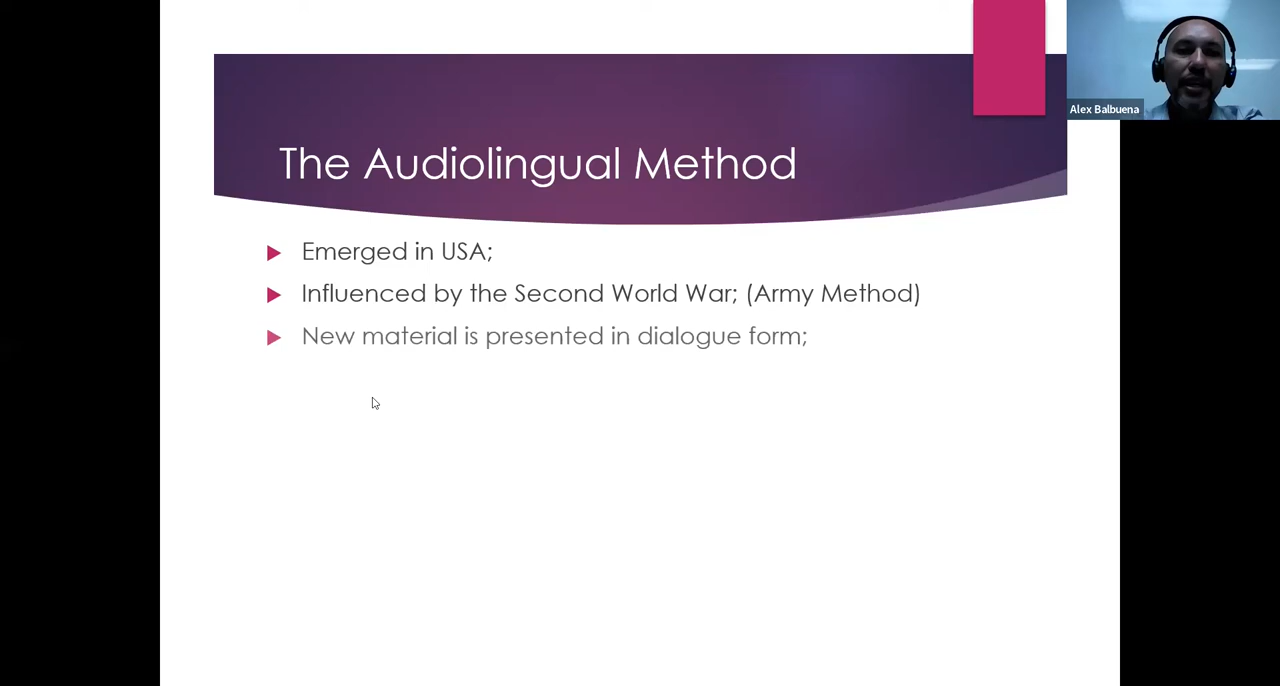 Alex Balbuena
The Audiolingual Method
Emerged in USA;
Influenced by the Second World War; (Army Method)
New material is presented in dialogue form;